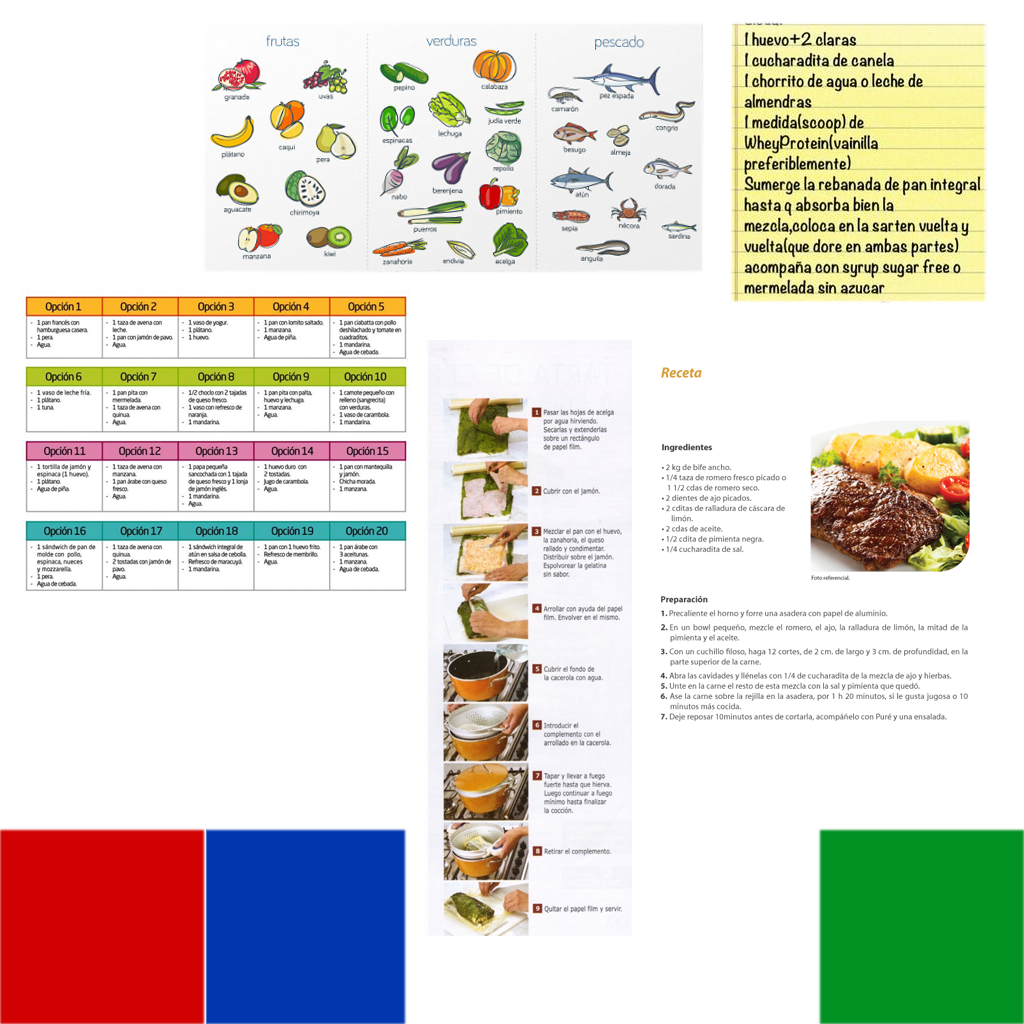 frutas
granada
uvas
plátano
caqui
pera
aguacate
chirimoya
manzana
kiwi
verduras
pepino
calabaza
espinacas
lechuga
judía verde
repollo
nabo
berenjena
pimiento
puerros
zanahoria
endivia
acelga
pescado
pez espada
camarón
congrio
besugo
almeja
dorada
atún
sepia
nécora
sardina
anguila
1 huevo+2 claras
1 cucharadita de canela
1 chorrito de agua o leche de
almendras
1 medida(scoop) de
WheyProtein(vainilla
preferiblemente)
Sumerge la rebanada de pan integral
hasta q absorba bien la
mezcla,coloca en la sarten vuelta y
vuelta(que dore en ambas partes)
acompaña con syrup sugar free o
mermelada sin azucar
Opción 1
- 1 pan francés con
hamburguesa casera.
- 1 pera.
- Agua.
Opción 2
- 1 taza de avena con
leche.
- 1 pan con jamón de pavo.
- Agua.
Opción 3
- 1 vaso de yogur.
- 1 plátano.
- 1 huevo.
Opción 4
- 1 pan con lomito saltado.
- 1 manzana.
- Agua de piña.
Opción 5
- 1 pan ciabatta con pollo
deshilachado y tomate en
cuadraditos.
- 1 mandarina.
- Agua de cebada.
Opción 6
- 1 vaso de leche fría.
- 1 plátano.
- 1 tuna.
Opción 7
- 1 pan pita con
mermelada.
- 1 taza de avena con
quinua.
- Agua.
Opción 8
- 1/2 choclo con 2 tajadas
de queso fresco.
- 1 vaso con refresco de
naranja.
- 1 mandarina.
Opción 9
- 1 pan pita con palta,
huevo y lechuga.
- 1 manzana.
- Agua.
Opción 10
- 1 camote pequeño con
relleno (sangrecita)
con verduras.
- 1 vaso de carambola.
- 1 mandarina.
Opción 11
- 1 tortilla de jamón y
espinaca (1 huevo).
- 1 plátano.
- Agua de piña.
Opción 12
- 1 taza de avena con
manzana.
- 1 pan árabe con queso
fresco.
- Agua.
Opción 13
- 1 papa pequeña
sancochada con 1 tajada
de queso fresco y 1 lonja
de jamón inglés.
- 1 mandarina.
- Agua.
Opción 14
- 1 huevo duro con
2 tostadas.
- Jugo de carambola.
- Agua.
Opción 15
- 1 pan con mantequilla
y jamón.
- Chicha morada.
- 1 manzana.
Opción 16
- 1 sándwich de pan de
molde con pollo,
espinaca, nueces
y mozzarella.
- 1 pera.
- Agua de cebada.
Opción 17
- 1 taza de avena con
quinua.
- 2 tostadas con jamón de
pavo.
- Agua.
Opción 18
- 1 sándwich integral de
atún en salsa de cebolla.
- Refresco de maracuyá.
- 1 mandarina.
Opción 19
- 1 pan con 1 huevo frito.
- Refresco de membrillo.
- Agua.
Opción 20
- 1 pan árabe con
3 aceitunas.
- 1 manzana.
- Agua de cebada.
1 Pasar las hojas de acelga
por agua hirviendo.
Secarlas y extenderlas
sobre un rectángulo
de papel film.
2 Cubrir con el jamón.
3 Mezclar el pan con el huevo,
la zanahoria, el queso
rallado y condimentar.
Distribuir sobre el jamón.
Espolvorear la gelatina
sin sabor.
4 Arrollar con ayuda del papel
film. Envolver en el mismo.
5 Cubrir el fondo de
la cacerola con agua.
6 Introducir el
complemento con el
arrollado en la cacerola.
7 Tapar y llevar a fuego
fuerte hasta que hierva.
Luego continuar a fuego
mínimo hasta finalizar
la cocción.
8 Retirar el complemento.
9 Quitar el papel film y servir.
Receta
Ingredientes
• 2 kg de bife ancho.
• 1/4 taza de romero fresco picado o
1 1/2 cdas de romero seco.
• 2 dientes de ajo picados.
• 2 cditas de ralladura de cáscara de
limón.
• 2 cdas de aceite.
• 1/2 cdita de pimienta negra.
• 1/4 cucharadita de sal.
Foto referencial.
Preparación
1. Precaliente el horno y forre una asadera con papel de aluminio.
2. En un bowl pequeño, mezcle el romero, el ajo, la ralladura de limón, la mitad de la
pimienta y el aceite.
3. Con un cuchillo filoso, haga 12 cortes, de 2 cm. de largo y 3 cm. de profundidad, en la
parte superior de la carne.
4. Abra las cavidades y llénelas con 1/4 de cucharadita de la mezcla de ajo y hierbas.
5. Unte en la carne el resto de esta mezcla con la sal y pimienta que quedó.
6. Ase la carne sobre la rejilla en la asadera, por 1 h 20 minutos, si le gusta jugosa o 10
minutos más cocida.
7. Deje reposar 10minutos antes de cortarla, acompáñelo con Puré y una ensalada.